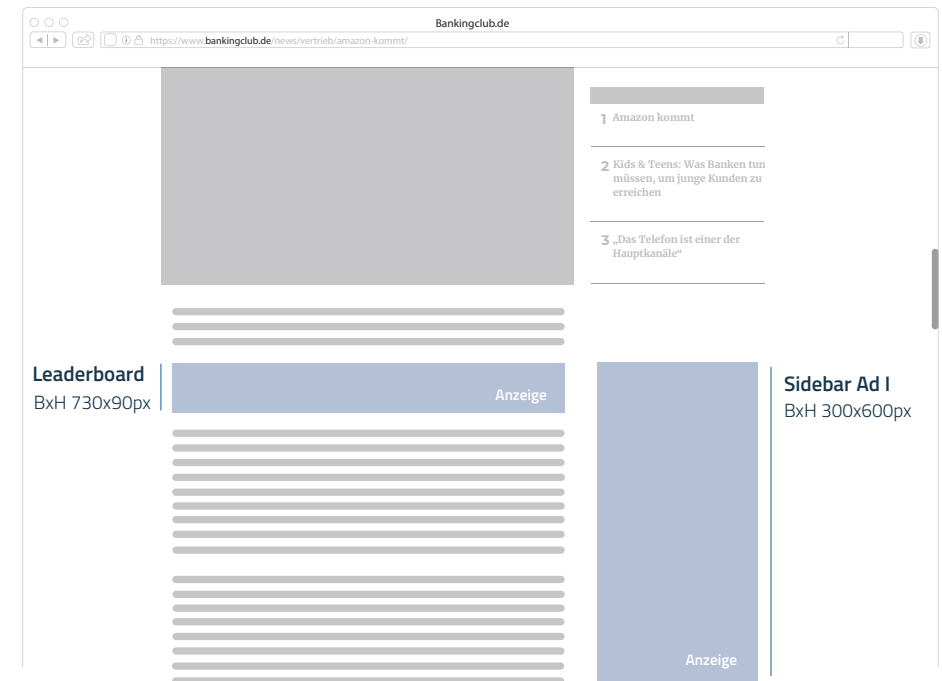 Bankingclub.de
https://www.bankingclub.de/news/vertrieb/amazon-kommt/
1 Amazon kommt
2 Kids & Teens: Was Banken tun
müssen, um junge Kunden zu
erreichen
3 „Das Telefon ist einer der
Hauptkanäle“
Leaderboard
BxH 730x90px
Anzeige
Sidebar Ad I
BxH 300x600px
Anzeige